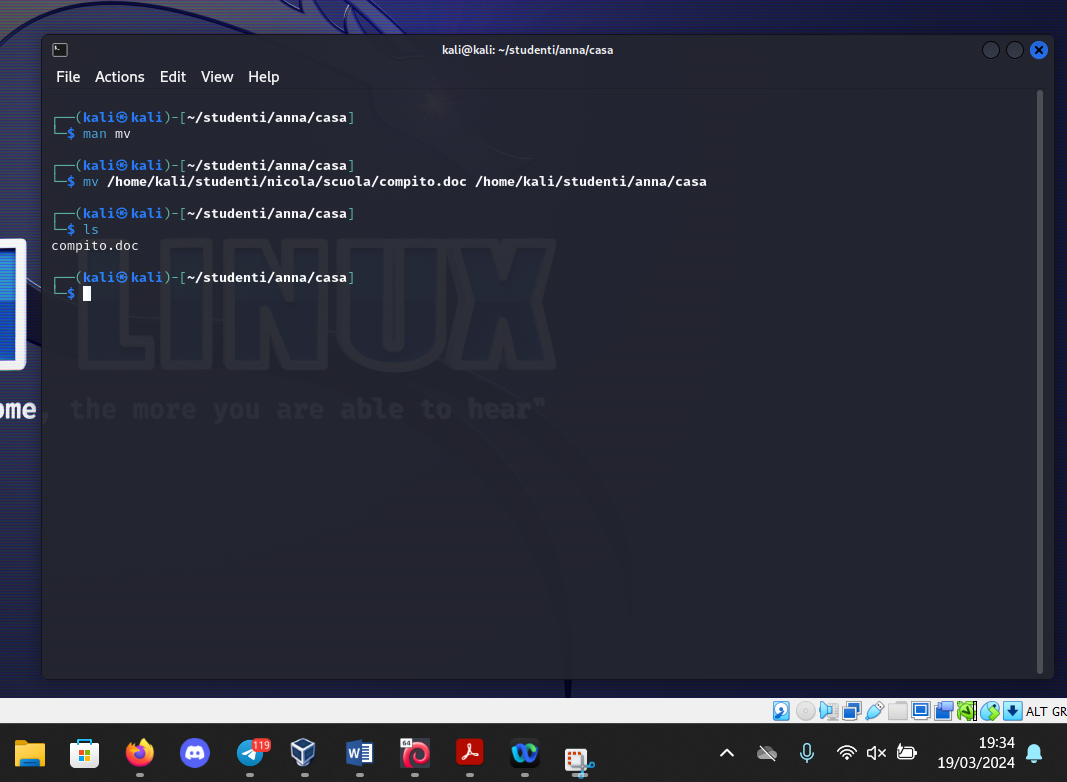 kali@kali: ~/studenti/anna/casa
File Actions Edit View Help
┌──(kali㉿kali)-[~/studenti/anna/casa]
└─$ man mv
┌──(kali㉿kali)-[~/studenti/anna/casa]
└─$ mv /home/kali/studenti/nicola/scuola/compito.doc /home/kali/studenti/anna/casa
┌──(kali㉿kali)-[~/studenti/anna/casa]
└─$ ls
compito.doc
┌──(kali㉿kali)-[~/studenti/anna/casa]
└─$
LINUX
ome, the more you are able to hear"
ALT GR
119
64
W
19:34
19/03/2024